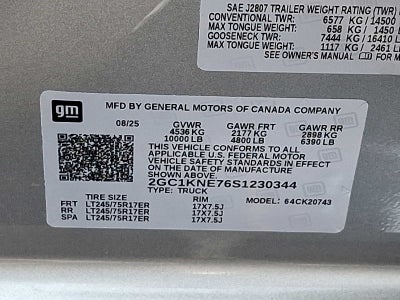 SAE J2807 TRAILER WEIGHT RATING (TWR)
CONVENTIONAL TWR: 6577 KG / 14500
MAX TONGUE WEIGHT: 658 KG / 1450
GOOSENECK TWR: 7444 KG / 16410
MAX TONGUE WEIGHT: 1117 KG / 2461
SEE OWNER'S MANUAL
gm
MFD BY GENERAL MOTORS OF CANADA COMPANY
08/25 GVWR GAWR FRT GAWR RR
4536 KG 2177 KG 2898 KG
10000 LB 4800 LB 6390 LB
THIS VEHICLE CONFORMS TO ALL
APPLICABLE U.S. FEDERAL MOTOR
VEHICLE SAFETY STANDARDS IN EFFECT
ON THE DATE OF MANUFACTURE SHOWN ABOVE.
2GC1KNE76S1230344
TYPE: TRUCK
MODEL: 64CK20743
TIRE SIZE RIM
FRT LT245/75R17ER 17X7.5J
RR LT245/75R17ER 17X7.5J
SPA LT245/75R17ER 17X7.5J